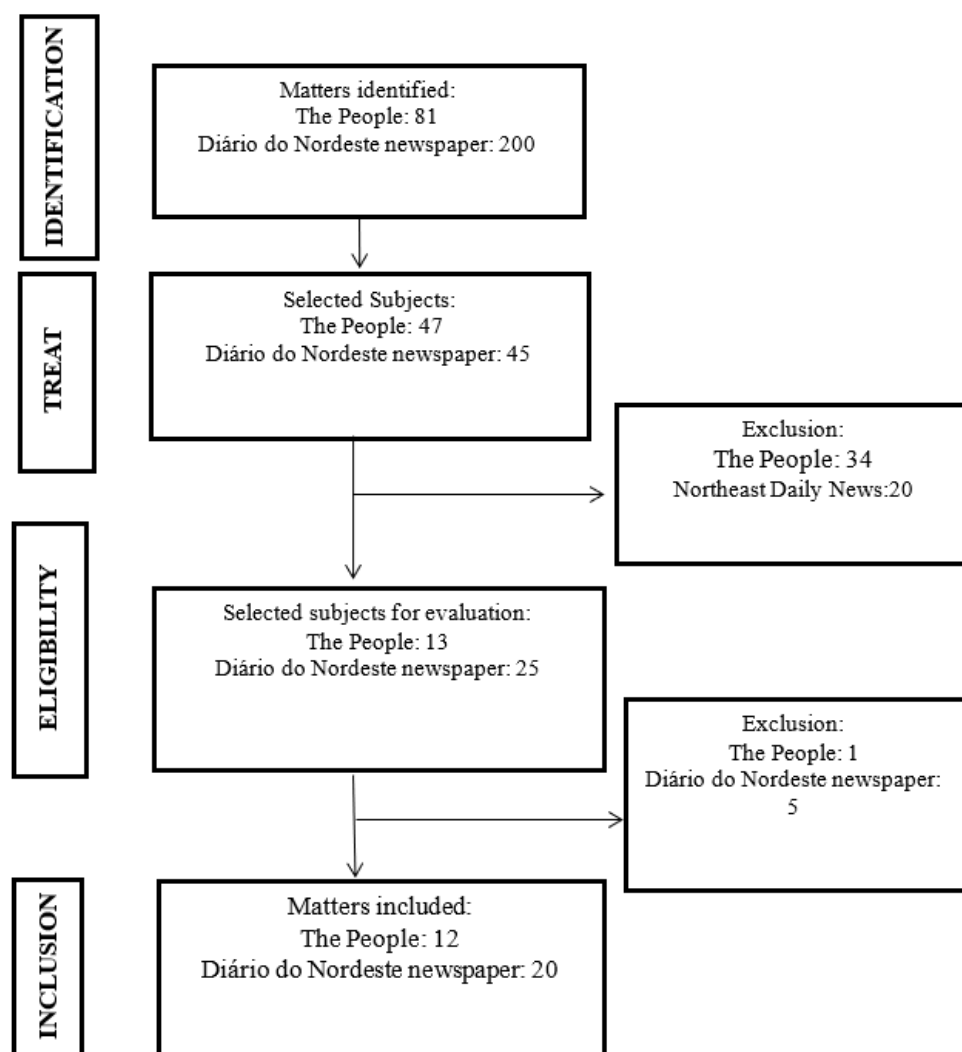 IDENTIFICATION
Matters identified:
The People: 81
Diário do Nordeste newspaper: 200
TREAT
Selected Subjects:
The People: 47
Diário do Nordeste newspaper: 45
Exclusion:
The People: 34
Northeast Daily News:20
ELIGIBILITY
Selected subjects for evaluation:
The People: 13
Diário do Nordeste newspaper: 25
Exclusion:
The People: 1
Diário do Nordeste newspaper:
5
INCLUSION
Matters included:
The People: 12
Diário do Nordeste newspaper: 20